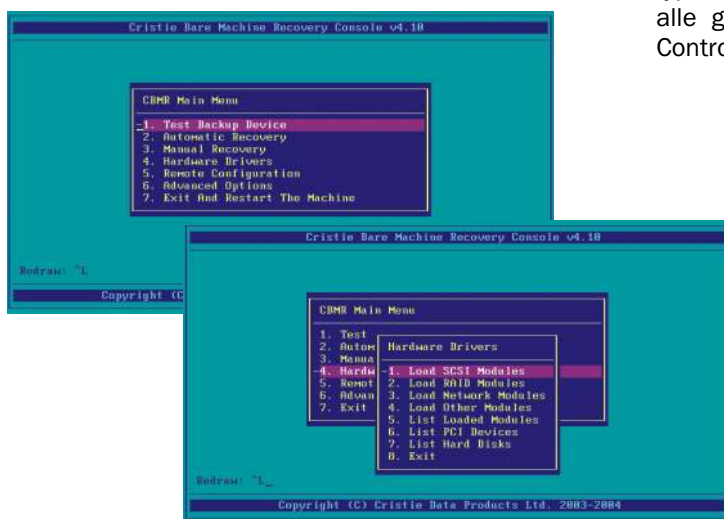 alle g
Contro
Cristie Bare Machine Recovery Console v4.10
CBMR Main Menu
1. Test Backup Device
2. Automatic Recovery
3. Manual Recovery
4. Hardware Drivers
5. Remote Configuration
6. Advanced Options
7. Exit And Restart The Machine
Redraw: ^L
Copyright (C
Cristie Bare Machine Recovery Console v4.10
CBMR Main Menu
1. Test
2. Autom
3. Manua
4. Hardw
5. Remot
6. Advan
7. Exit
Hardware Drivers
1. Load SCSI Modules
2. Load RAID Modules
3. Load Network Modules
4. Load Other Modules
5. List Loaded Modules
6. List PCI Devices
7. List Hard Disks
8. Exit
Redraw: ^L_
Copyright (C) Cristie Data Products Ltd. 2003-2004